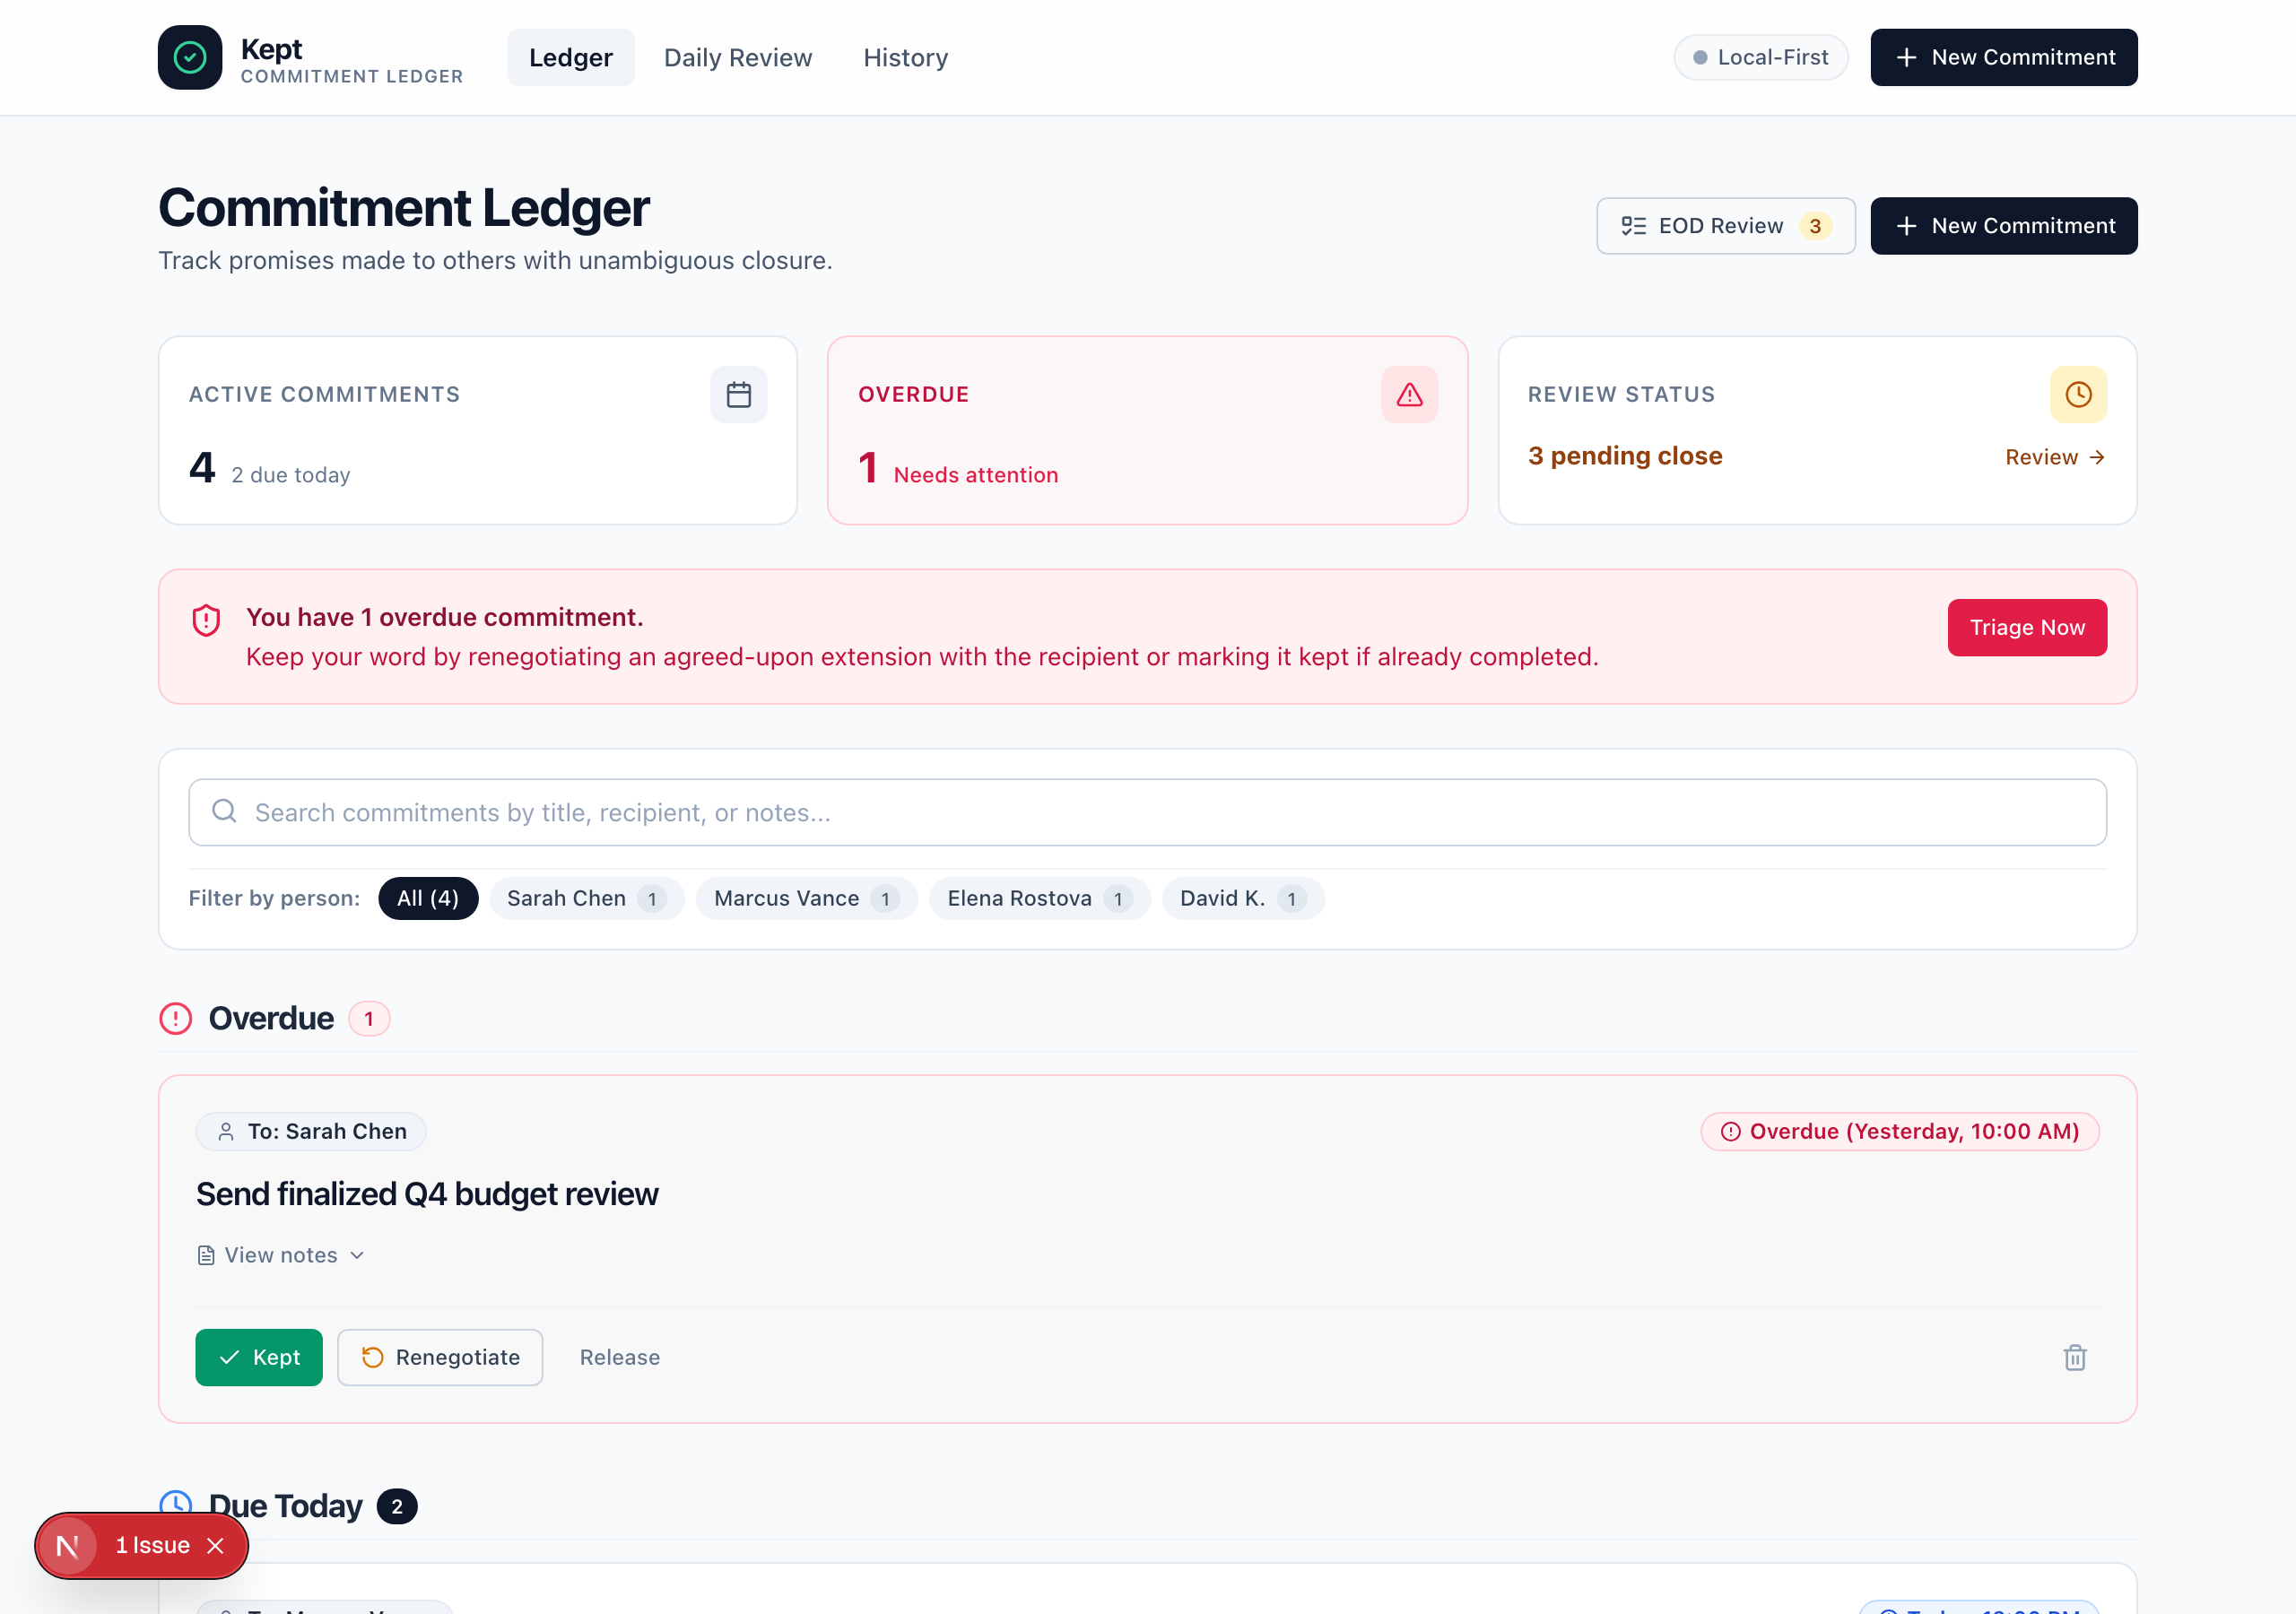 Kept
COMMITMENT LEDGER
Ledger
Daily Review
History
Local-First
New Commitment
Commitment Ledger
Track promises made to others with unambiguous closure.
EOD Review 3
New Commitment
ACTIVE COMMITMENTS
4 2 due today
OVERDUE
1 Needs attention
REVIEW STATUS
3 pending close
Review →
You have 1 overdue commitment.
Keep your word by renegotiating an agreed-upon extension with the recipient or marking it kept if already completed.
Triage Now
Search commitments by title, recipient, or notes...
Filter by person: All (4) Sarah Chen 1 Marcus Vance 1 Elena Rostova 1 David K. 1
Overdue 1
To: Sarah Chen
Overdue (Yesterday, 10:00 AM)
Send finalized Q4 budget review
View notes
Kept
Renegotiate
Release
Due Today 2
N 1 Issue